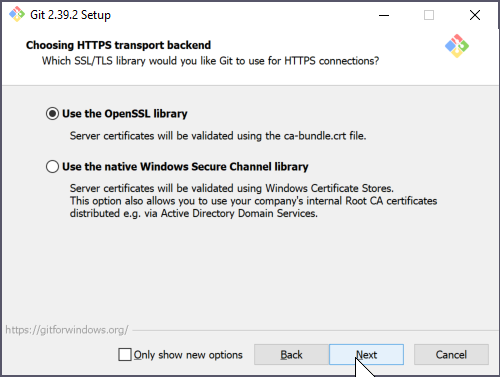 Git 2.39.2 Setup
Choosing HTTPS transport backend
Which SSL/TLS library would you like Git to use for HTTPS connections?
Use the OpenSSL library
Server certificates will be validated using the ca-bundle.crt file.
Use the native Windows Secure Channel library
Server certificates will be validated using Windows Certificate Stores.
This option also allows you to use your company's internal Root CA certificates
distributed e.g. via Active Directory Domain Services.
https://gitforwindows.org/
Only show new options
Back
Next
Cancel